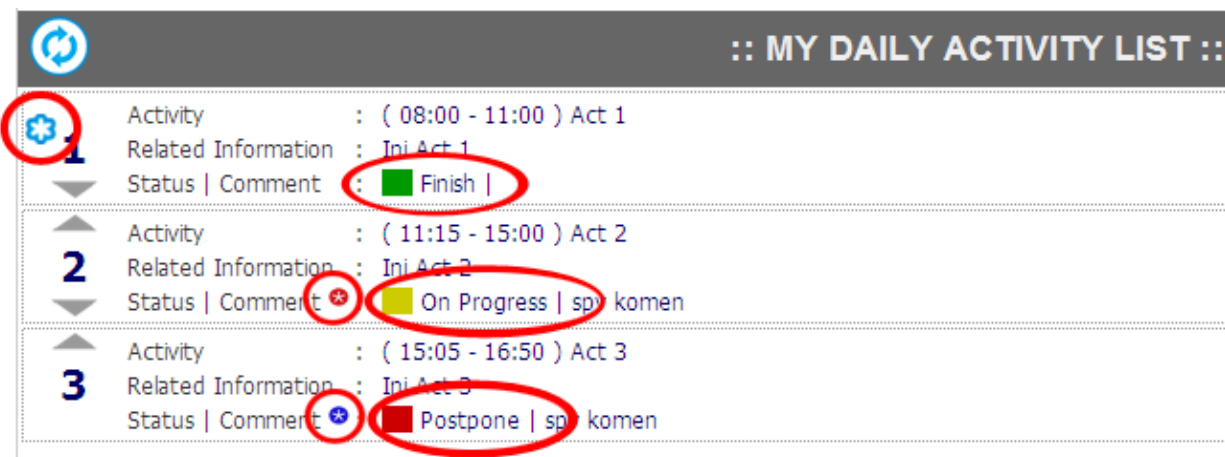 :: MY DAILY ACTIVITY LIST ::
1
Activity : ( 08:00 - 11:00 ) Act 1
Related Information : Ini Act 1
Status | Comment : Finish |
2
Activity : ( 11:15 - 15:00 ) Act 2
Related Information : Ini Act 2
Status | Comment : On Progress | spy komen
3
Activity : ( 15:05 - 16:50 ) Act 3
Related Information : Ini Act 3
Status | Comment : Postpone | spy komen